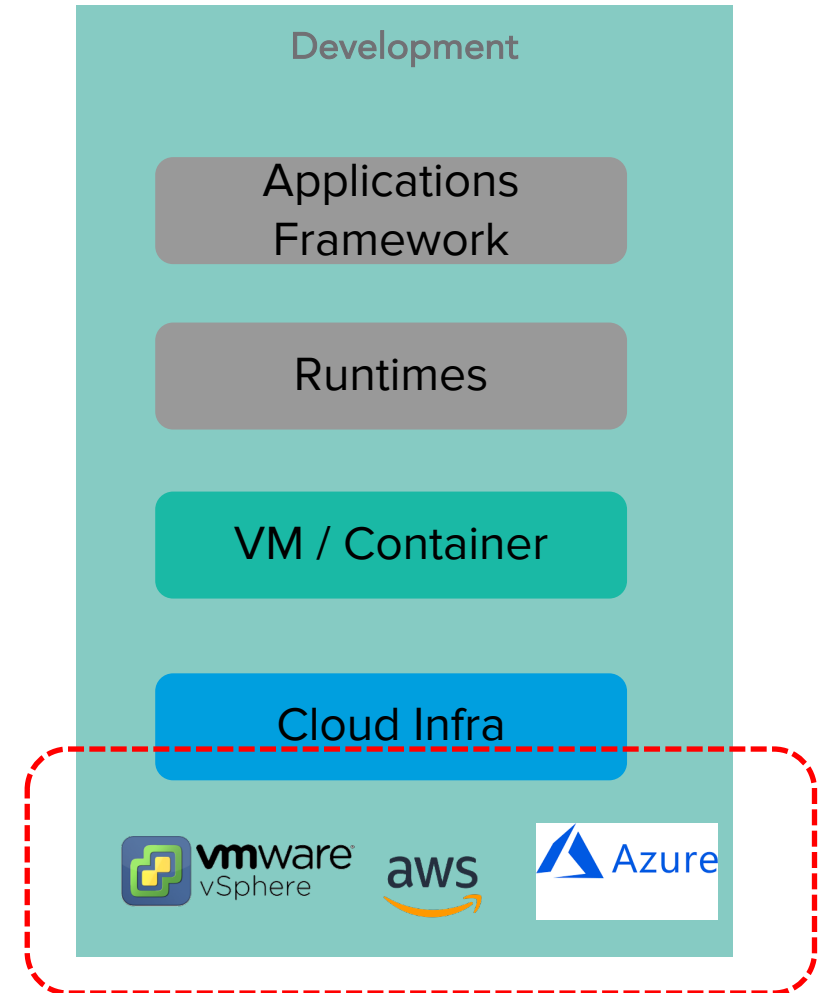 Development
Applications
Framework
Runtimes
VM / Container
Cloud Infra
vmware®
vSphere
aws
Azure